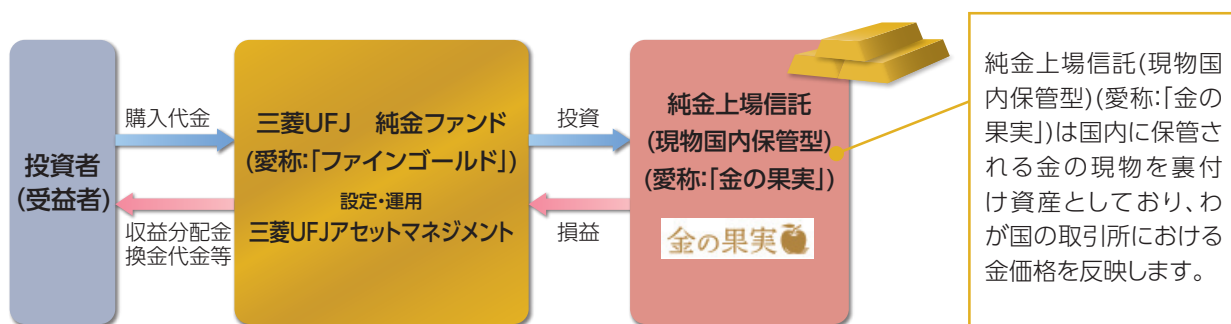 投資者
(受益者)
購入代金
収益分配金
換金代金等
三菱UFJ 純金ファンド
(愛称:「ファインゴールド」)
設定・運用
三菱UFJアセットマネジメント
投資
損益
純金上場信託
(現物国内保管型)
(愛称:「金の果実」)
金の果実
純金上場信託(現物国
内保管型)(愛称:「金の
果実」)は国内に保管さ
れる金の現物を裏付
け資産としており、わ
が国の取引所における
金価格を反映します。